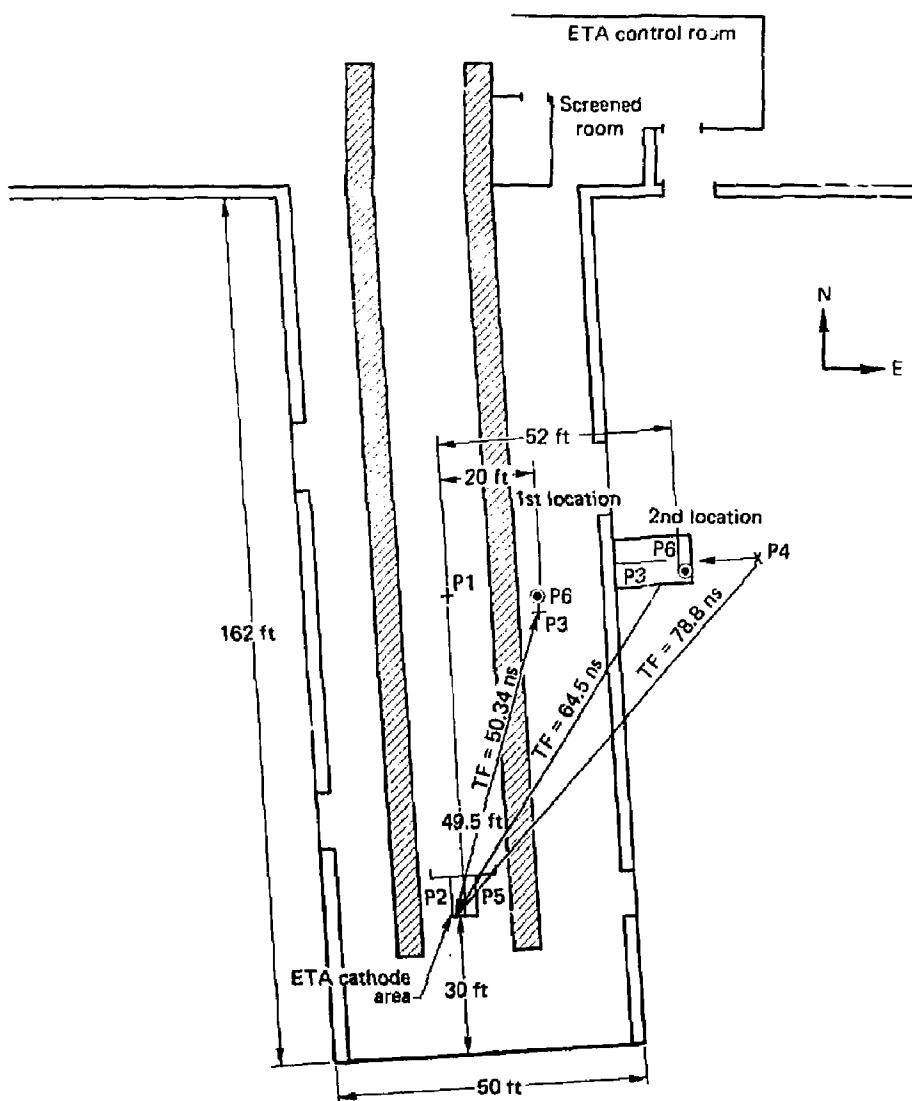 ETA control room
Screened
room
N
E
52 ft
20 ft
1st location
2nd location
P6
P4
P3
P1
P6
P3
162 ft
TF = 50.34 ns
TF = 64.5 ns
TF = 78.8 ns
49.5 ft
P2
P5
ETA cathode
area
30 ft
50 ft